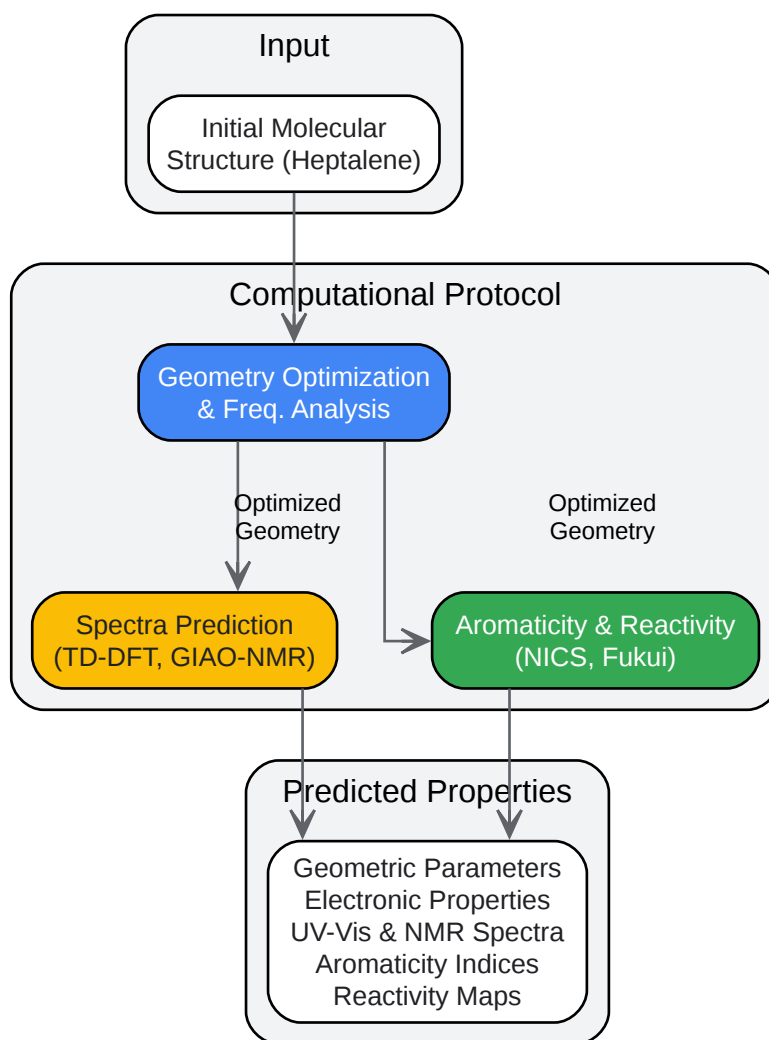 Input
Initial Molecular
Structure (Heptalene)
Computational Protocol
Geometry Optimization
& Freq. Analysis
Optimized
Geometry
Optimized
Geometry
Spectra Prediction
(TD-DFT, GIAO-NMR)
Aromaticity & Reactivity
(NICS, Fukui)
Predicted Properties
Geometric Parameters
Electronic Properties
UV-Vis & NMR Spectra
Aromaticity Indices
Reactivity Maps